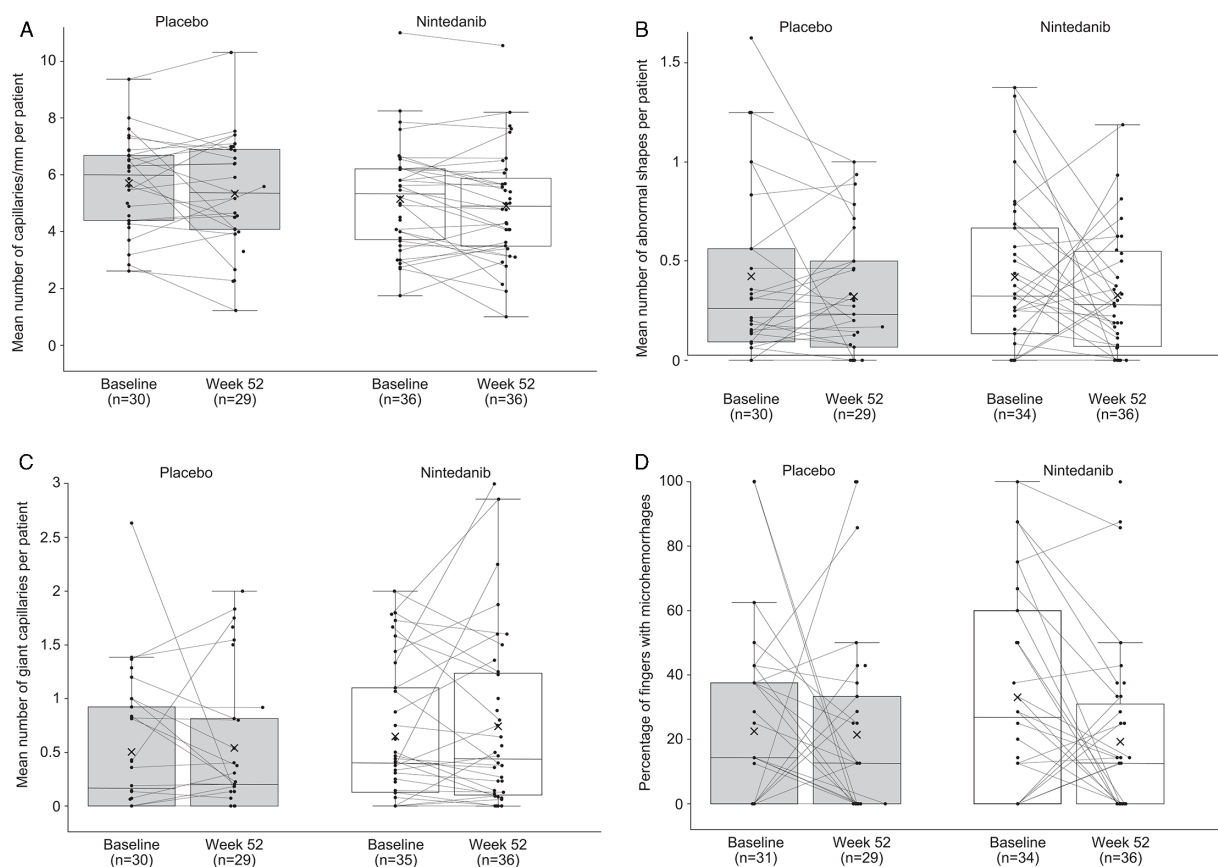 A
Placebo
Nintedanib
Mean number of capillaries/mm per patient
10
8
6
4
2
0
Baseline
(n=30)
Week 52
(n=29)
Baseline
(n=36)
Week 52
(n=36)
B
Placebo
Nintedanib
Mean number of abnormal shapes per patient
1.5
1
0.5
0
Baseline
(n=30)
Week 52
(n=29)
Baseline
(n=34)
Week 52
(n=36)
C
Placebo
Nintedanib
Mean number of giant capillaries per patient
3
2.5
2
1.5
1
0.5
0
Baseline
(n=30)
Week 52
(n=29)
Baseline
(n=35)
Week 52
(n=36)
D
Placebo
Nintedanib
Percentage of fingers with microhemorrhages
100
80
60
40
20
0
Baseline
(n=31)
Week 52
(n=29)
Baseline
(n=34)
Week 52
(n=36)